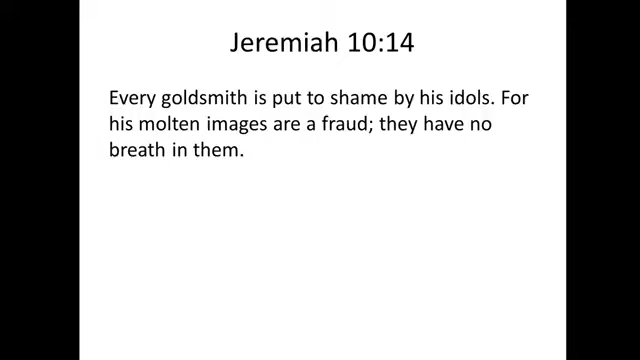 Jeremiah 10:14
Every goldsmith is put to shame by his idols. For
his molten images are a fraud; they have no
breath in them.